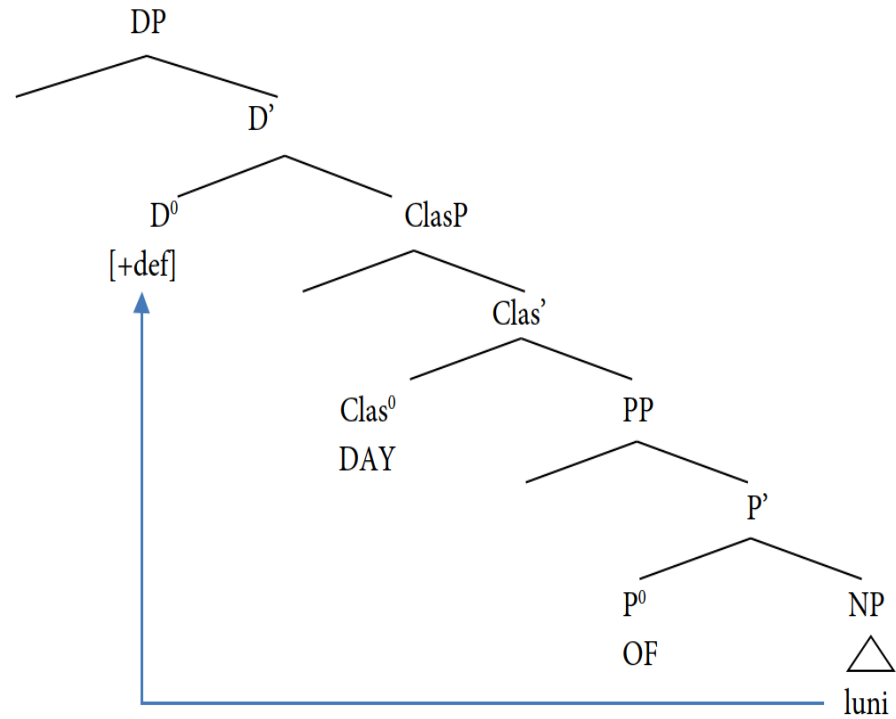 DP
D’
D⁰ ClasP
[+def]
Clas’
Clas⁰ PP
DAY
P’
P⁰ NP
OF
luni